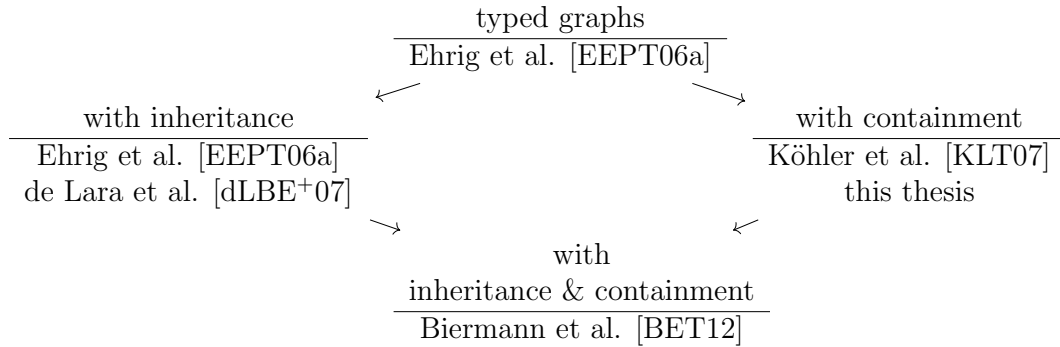 typed graphs
Ehrig et al. [EEPT06a]
with inheritance
Ehrig et al. [EEPT06a]
de Lara et al. [dLBE+07]
with containment
Köhler et al. [KLT07]
this thesis
with
inheritance & containment
Biermann et al. [BET12]